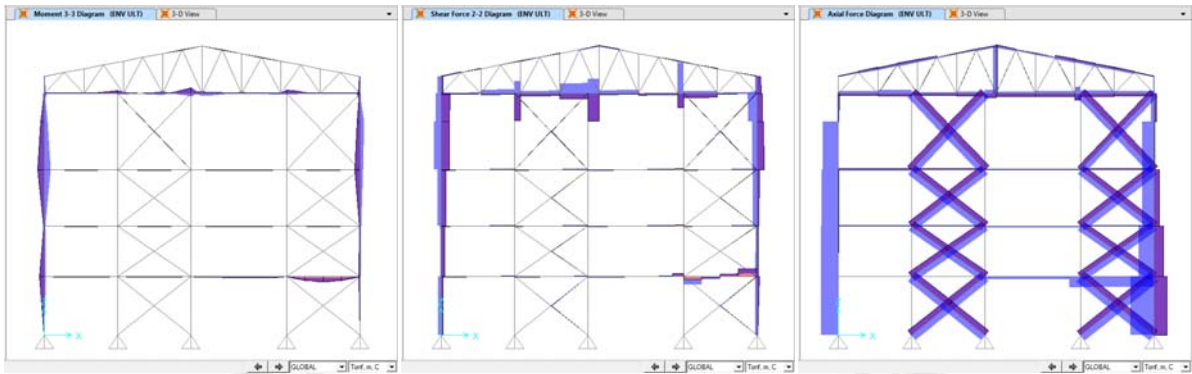 Moment 3-3 Diagram (ENV ULT)
3-D View
X
GLOBAL
Tonf, m, C
Shear Force 2-2 Diagram (ENV ULT)
3-D View
X
GLOBAL
Tonf, m, C
Axial Force Diagram (ENV ULT)
3-D View
X
GLOBAL
Tonf, m, C